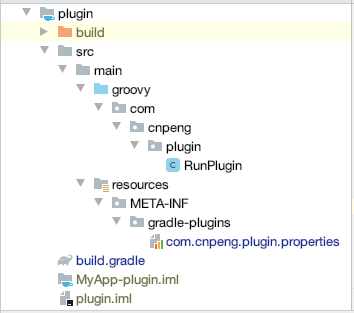 plugin
build
src
main
groovy
com
cnpeng
plugin
C RunPlugin
resources
META-INF
gradle-plugins
com.cnpeng.plugin.properties
build.gradle
MyApp-plugin.iml
plugin.iml